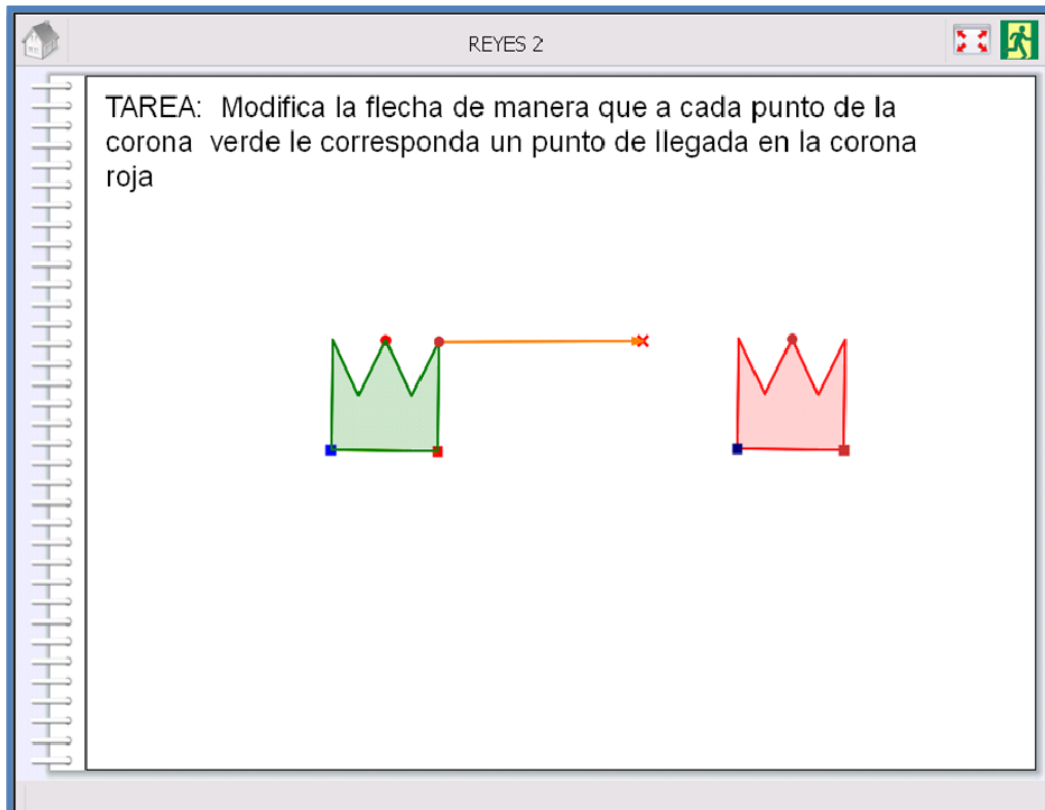 REYES 2
TAREA:  Modifica la flecha de manera que a cada punto de la
corona  verde le corresponda un punto de llegada en la corona
roja